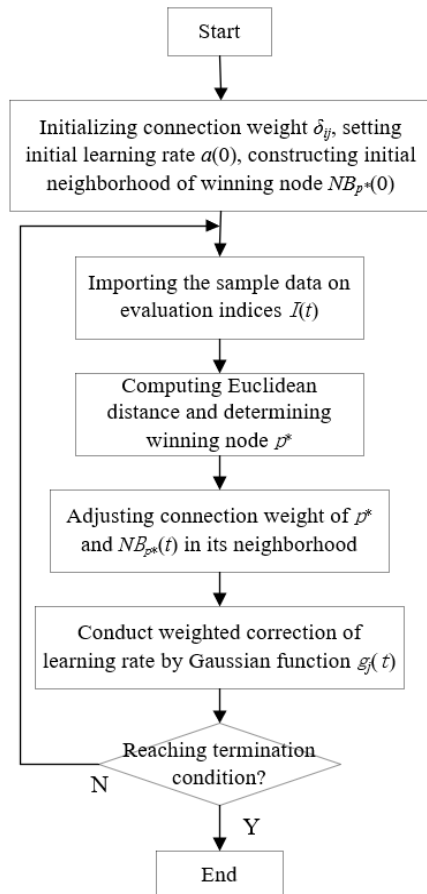 Start
Initializing connection weight δij, setting
initial learning rate a(0), constructing initial
neighborhood of winning node NBp*(0)
Importing the sample data on
evaluation indices I(t)
Computing Euclidean
distance and determining
winning node p*
Adjusting connection weight of p*
and NBp*(t) in its neighborhood
Conduct weighted correction of
learning rate by Gaussian function gj(t)
Reaching termination
condition?
N
Y
End